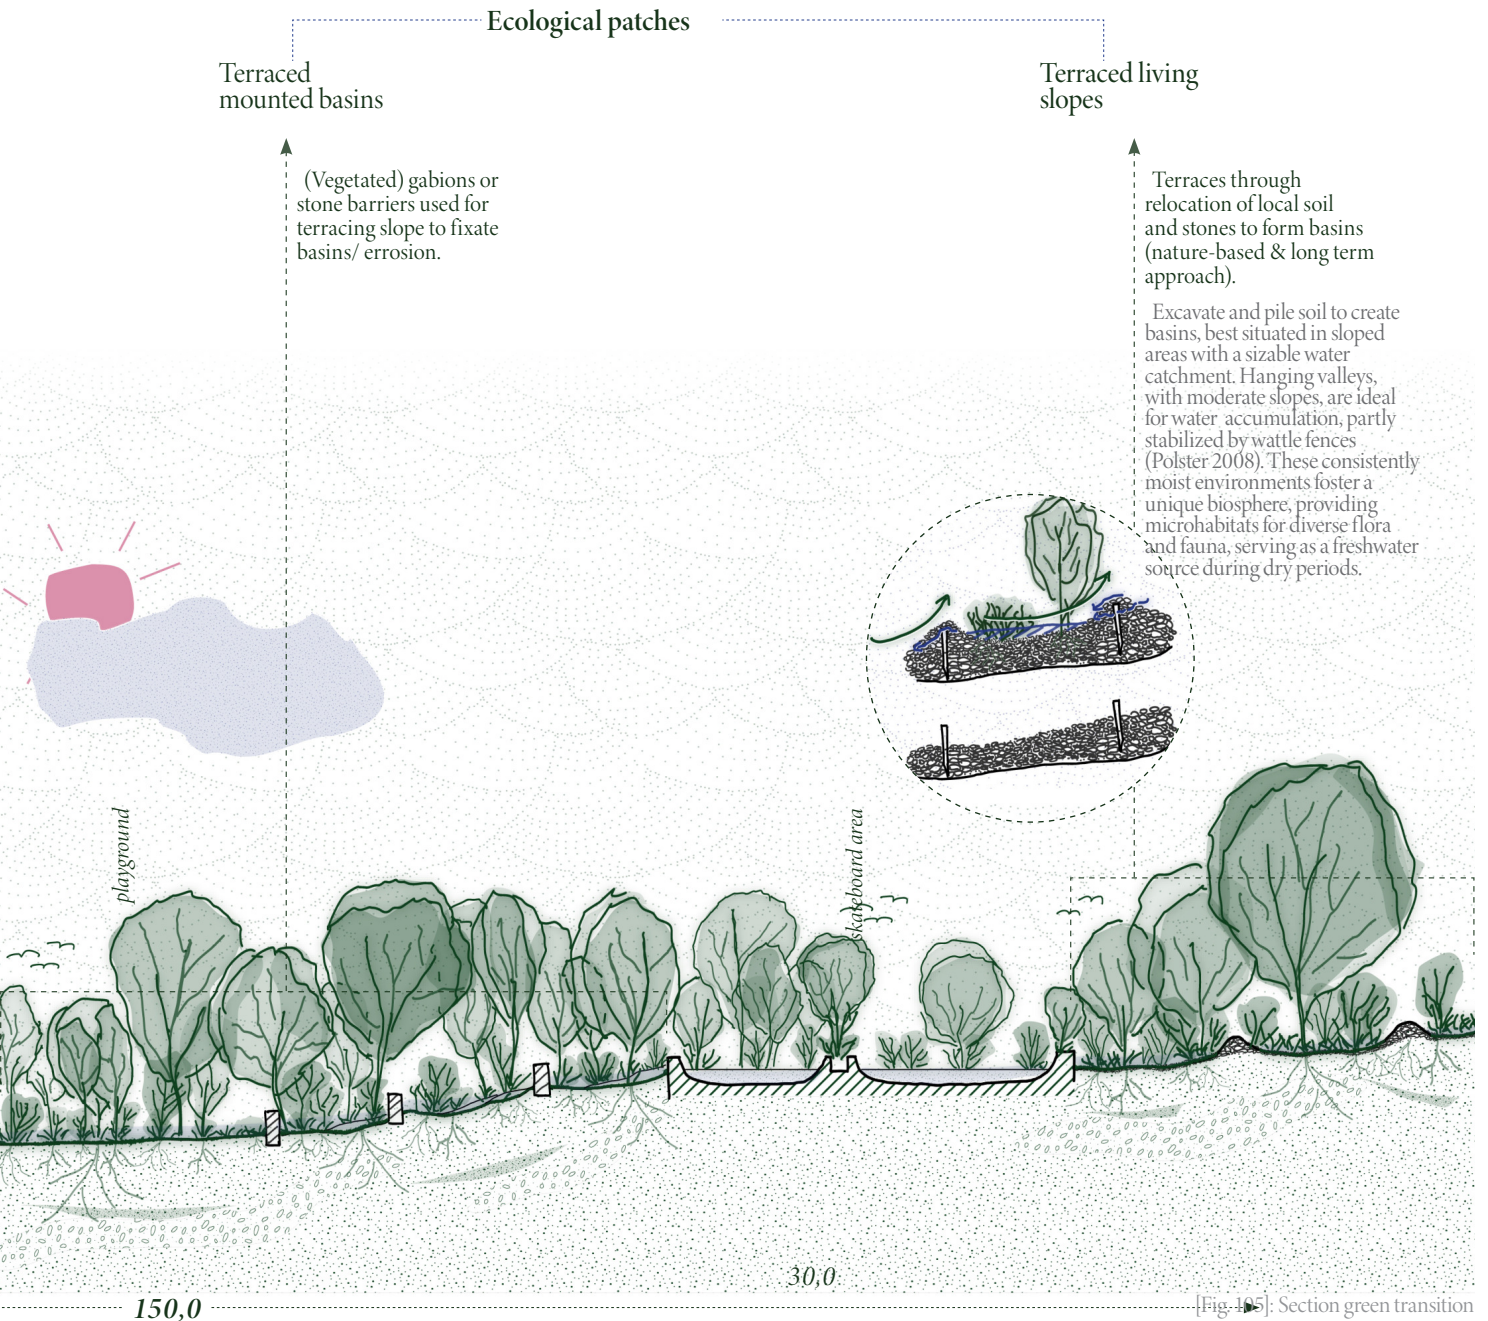 Ecological patches
Terraced
mounted basins
(Vegetated) gabions or
stone barriers used for
terracing slope to fixate
basins/ errosion.
Terraced living
slopes
Terraces through
relocation of local soil
and stones to form basins
(nature-based & long term
approach).
Excavate and pile soil to create
basins, best situated in sloped
areas with a sizable water
catchment. Hanging valleys,
with moderate slopes, are ideal
for water accumulation, partly
stabilized by wattle fences
(Polster 2008). These consistently
moist environments foster a
unique biosphere, providing
microhabitats for diverse flora
and fauna, serving as a freshwater
source during dry periods.
playground
skateboard area
30,0
150,0
[Fig. 105]: Section green transition